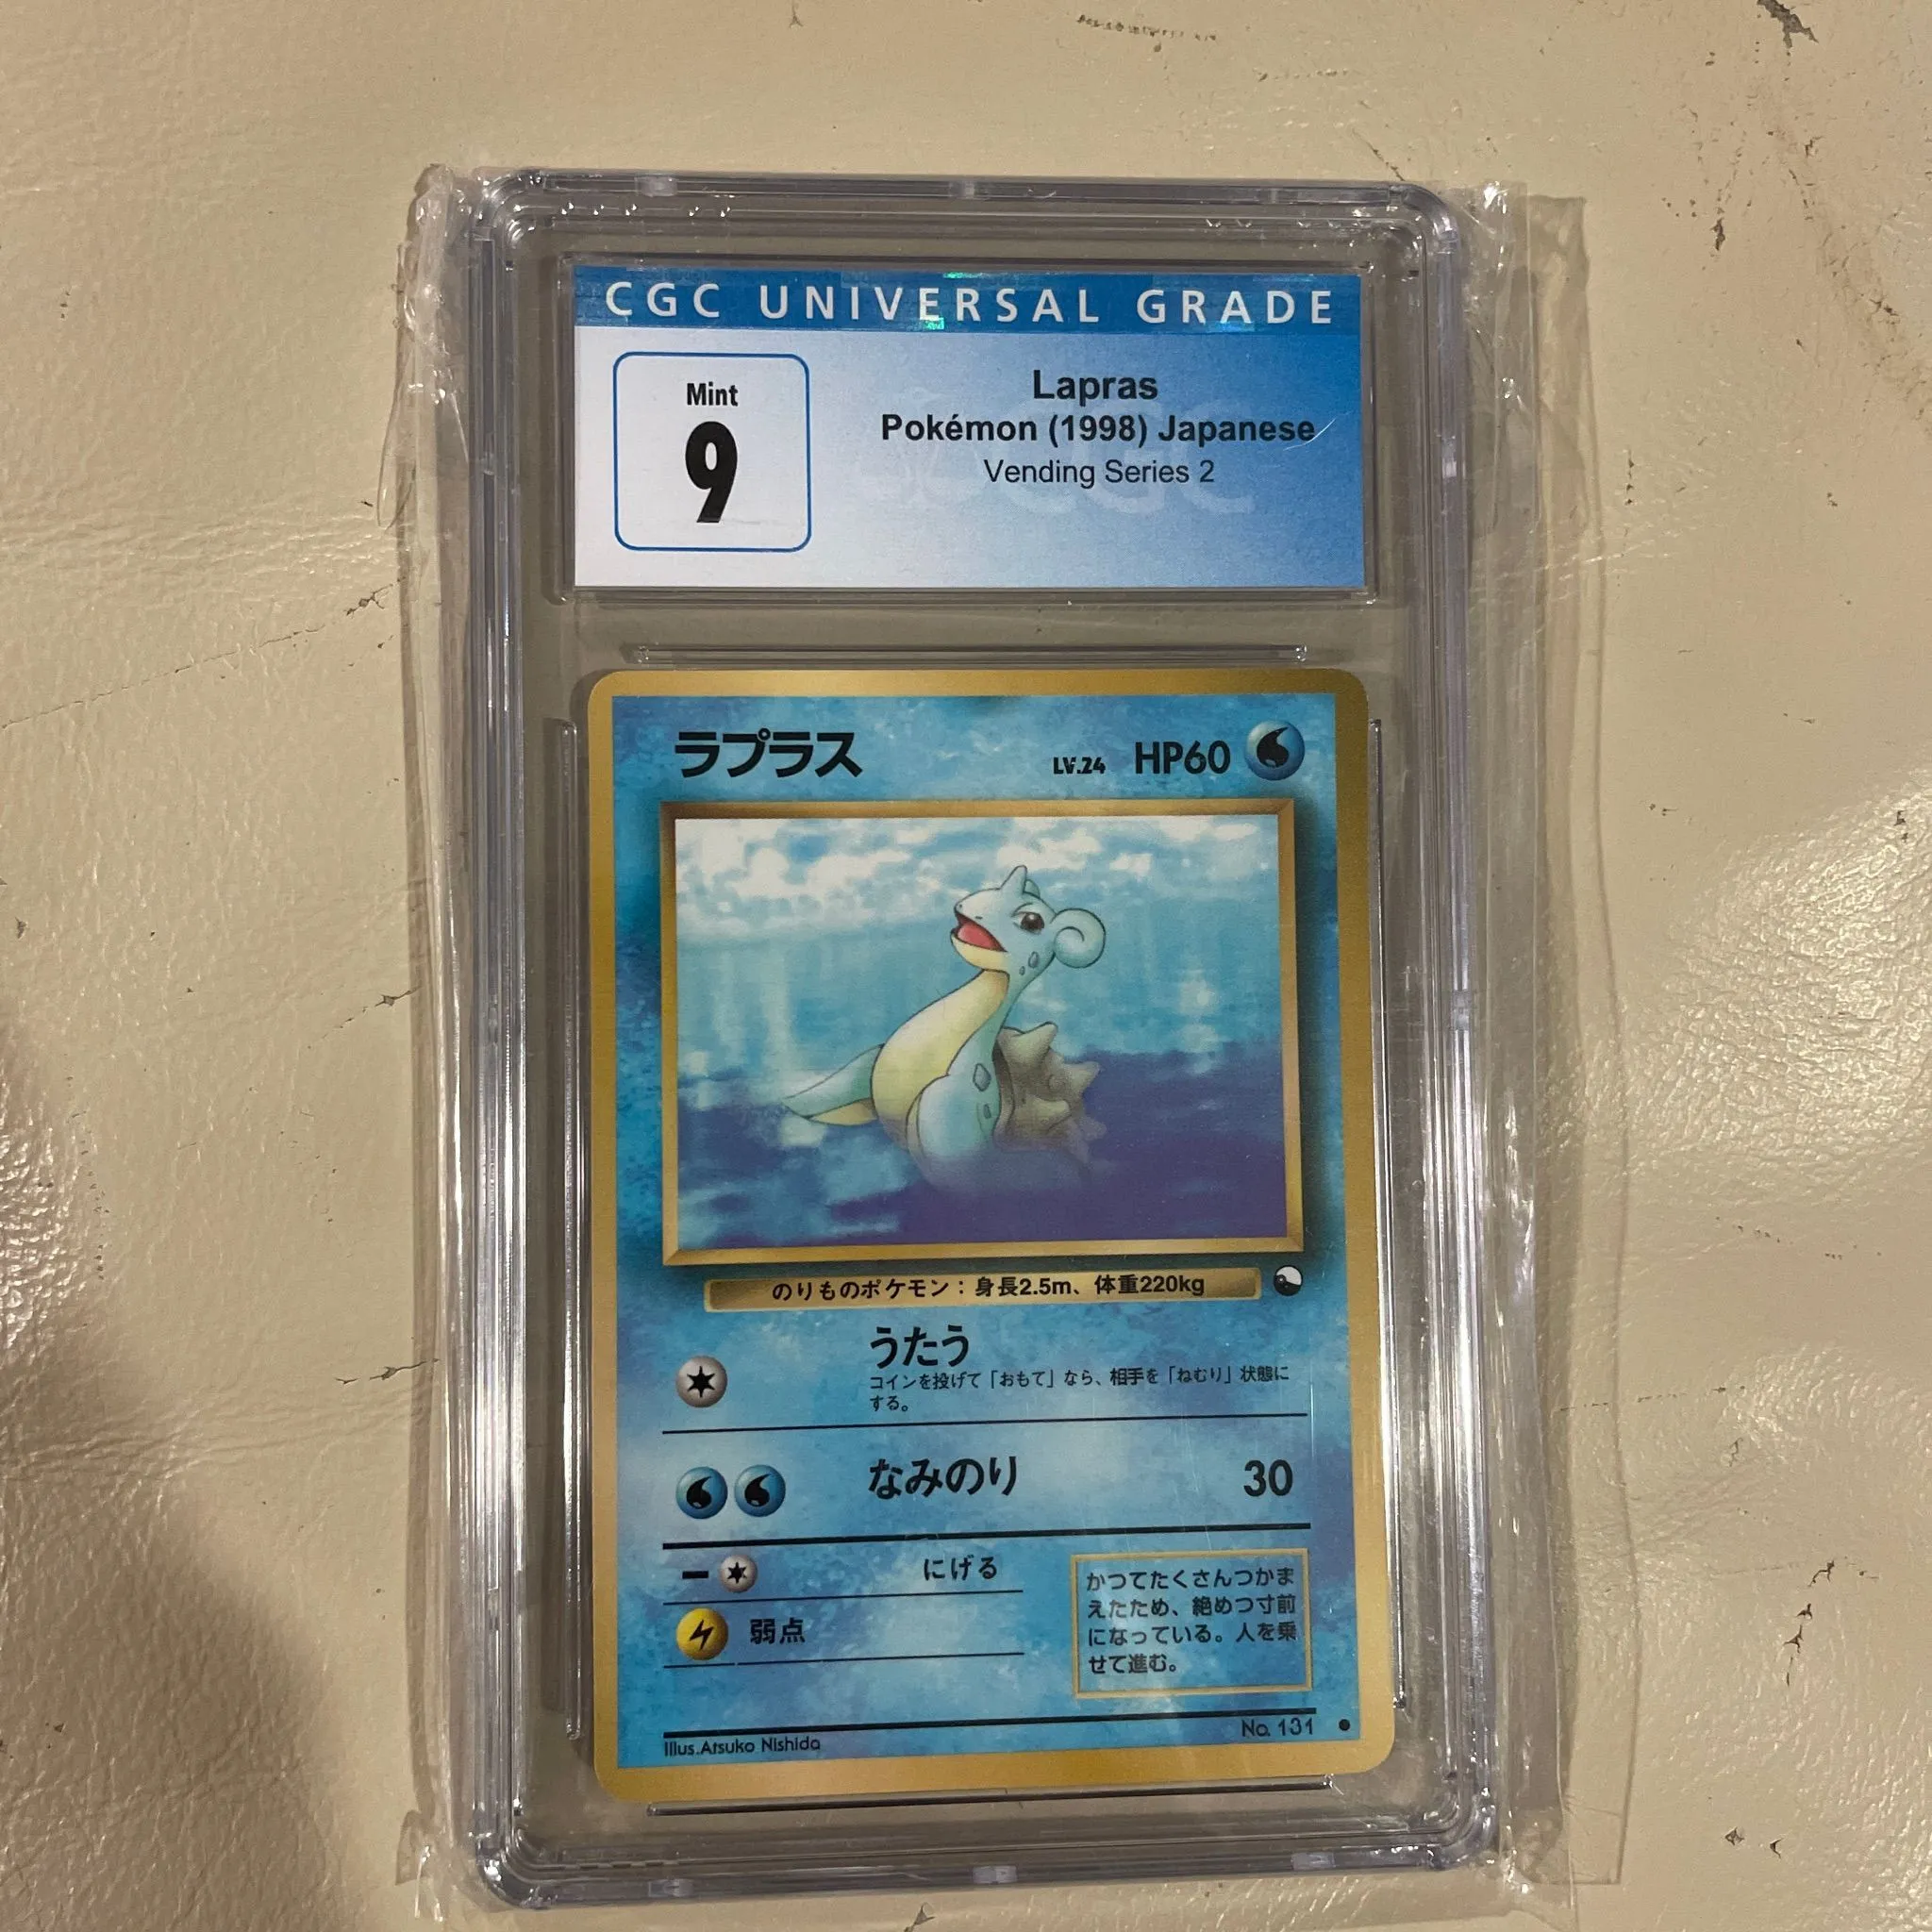 CGC UNIVERSAL GRADE
Mint
9
Lapras
Pokémon (1998) Japanese
Vending Series 2
ラプラス LV.24 HP60
のりものポケモン：身長2.5m、体重220kg
うたう
コインを投げて「おもて」なら、相手を「ねむり」状態に
する。
なみのり 30
にげる
弱点
かつてたくさんつかま
えたため、絶めつ寸前
になっている。人を乗
せて進む。
Illus.Atsuko Nishida
No. 131